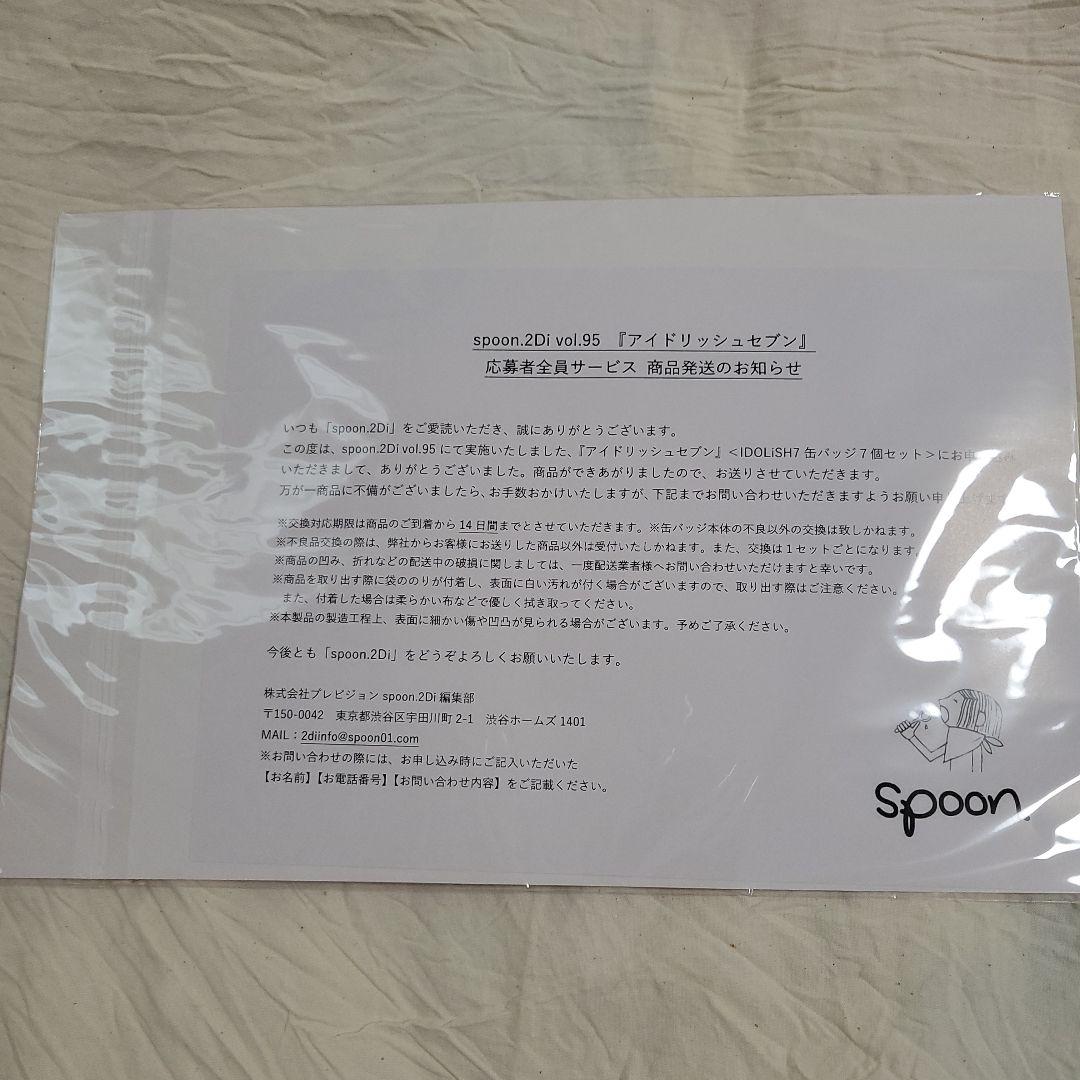 spoon.2Di vol.95 『アイドリッシュセブン』
応募者全員サービス 商品発送のお知らせ
いつも「spoon.2Di」をご愛読いただき、誠にありがとうございます。
この度は、spoon.2Di vol.95 にて実施いたしました、『アイドリッシュセブン』＜IDOLiSH7 缶バッジ７個セット＞にお申し込み
いただきまして、ありがとうございました。商品ができあがりましたので、お送りさせていただきます。
万が一商品に不備がございましたら、お手数おかけいたしますが、下記までお問い合わせいただきますようお願い申し上げます
※交換対応期限は商品のご到着から 14 日間までとさせていただきます。※缶バッジ本体の不良以外の交換は致しかねます。
※不良品交換の際は、弊社からお客様にお送りした商品以外は受付いたしかねます。また、交換は１セットごとになります。
※商品の凹み、折れなどの配送中の破損に関しましては、一度配送業者様へお問い合わせいただけますと幸いです。
※商品を取り出す際に袋ののりが付着し、表面に白い汚れが付く場合がございますので、取り出す際はご注意ください。
また、付着した場合は柔らかい布などで優しく拭き取ってください。
※本製品の製造工程上、表面に細かい傷や凹凸が見られる場合がございます。予めご了承ください。
今後とも「spoon.2Di」をどうぞよろしくお願いいたします。
株式会社プレビジョン spoon.2Di 編集部
〒150-0042 東京都渋谷区宇田川町 2-1 渋谷ホームズ 1401
MAIL：2diinfo@spoon01.com
※お問い合わせの際には、お申し込み時にご記入いただいた
【お名前】【お電話番号】【お問い合わせ内容】をご記載ください。
spoon.